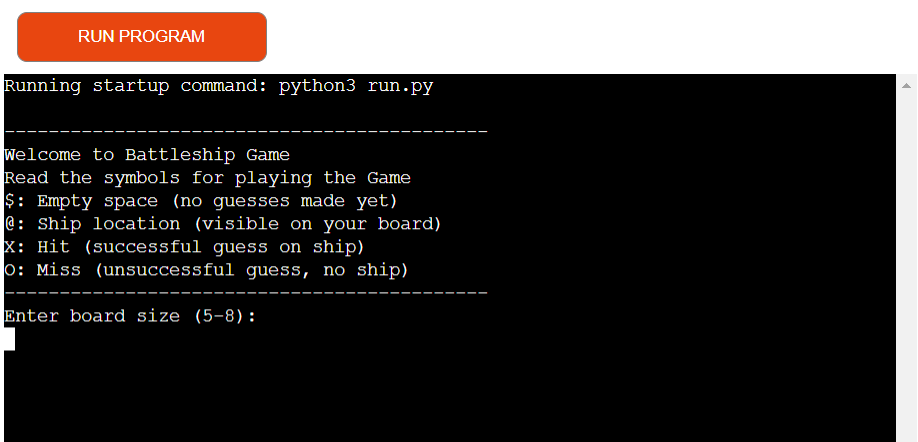 RUN PROGRAM
Running startup command: python3 run.py
--------------------------------------------
Welcome to Battleship Game
Read the symbols for playing the Game
$: Empty space (no guesses made yet)
@: Ship location (visible on your board)
X: Hit (successful guess on ship)
O: Miss (unsuccessful guess, no ship)
--------------------------------------------
Enter board size (5-8):